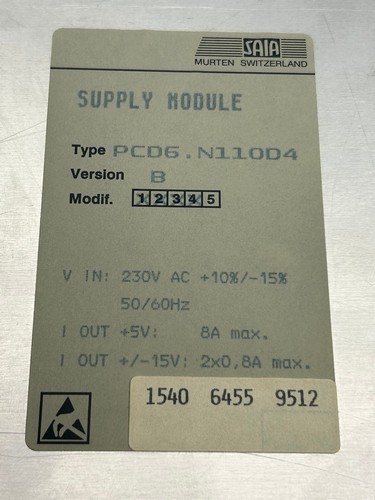 SAIA
MURTEN SWITZERLAND
SUPPLY MODULE
Type PCD6.N110D4
Version B
Modif. 1 2 3 4 5
V IN: 230V AC +10%/-15%
50/60Hz
I OUT +5V: 8A max.
I OUT +/-15V: 2x0,8A max.
1540 6455 9512